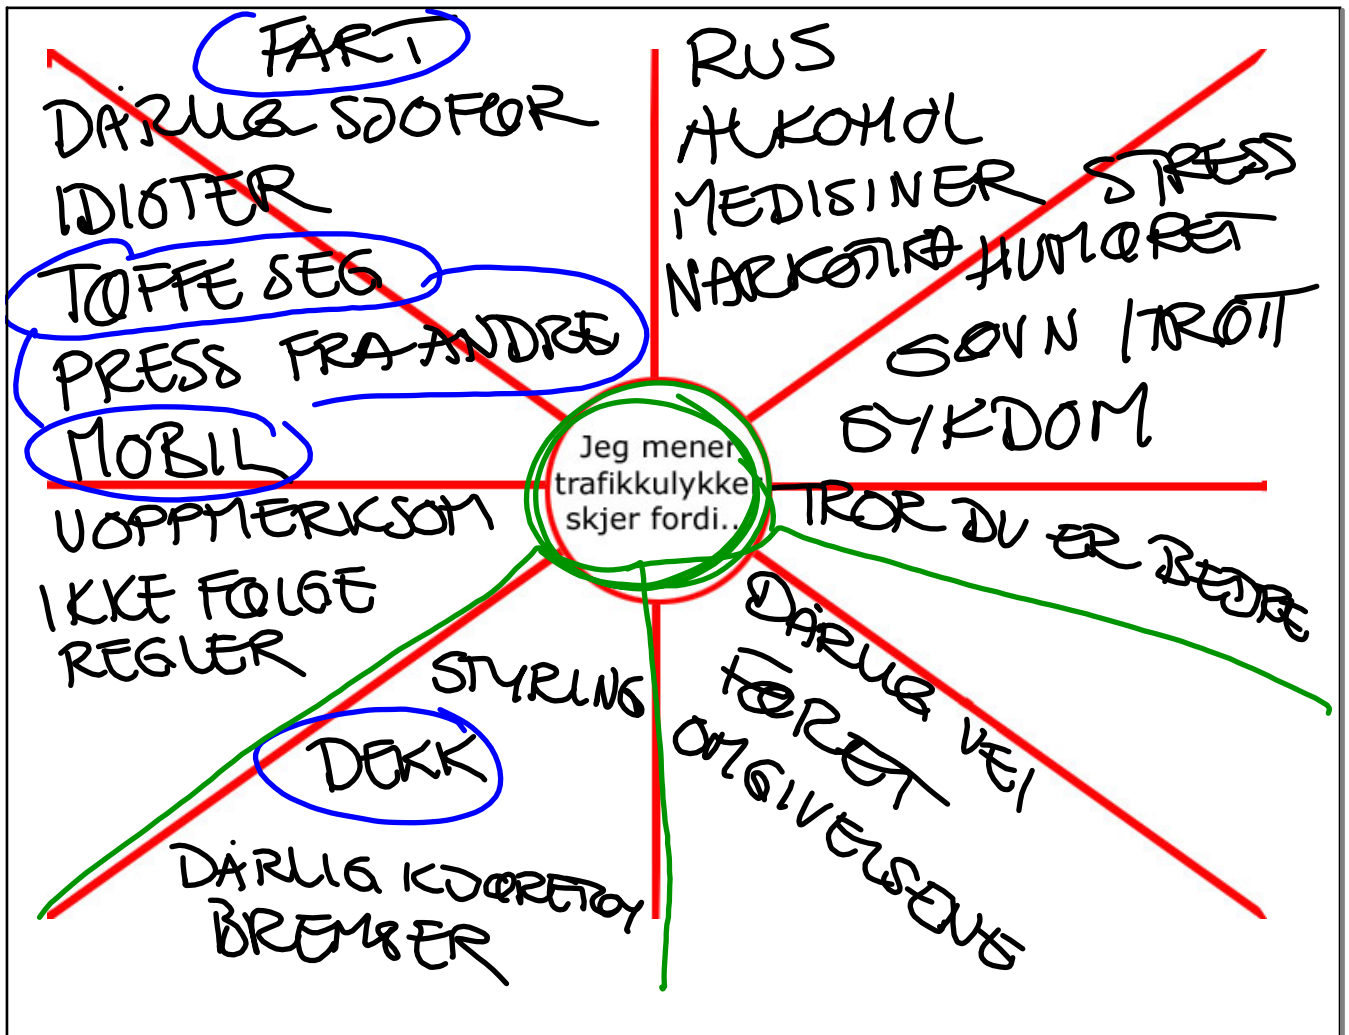 FART
DÅRLIG SJOFOR
IDIOTER
TØFFE SEG
PRESS FRA ANDRE
MOBIL
UOPPMERKSOM
IKKE FØLGE
REGLER
STYRING
DEKK
DÅRLIG KJØRETØY
BREMSER
RUS
ALKOHOL
MEDISINER
NARKOTIKA
STRESS
HUMØRET
SØVN / TRØTT
SYKDOM
Jeg mener
trafikkulykke
skjer fordi..
TROR DU ER BEDRE
DÅRLIG VEI
FØRET
OMGIVELSENE